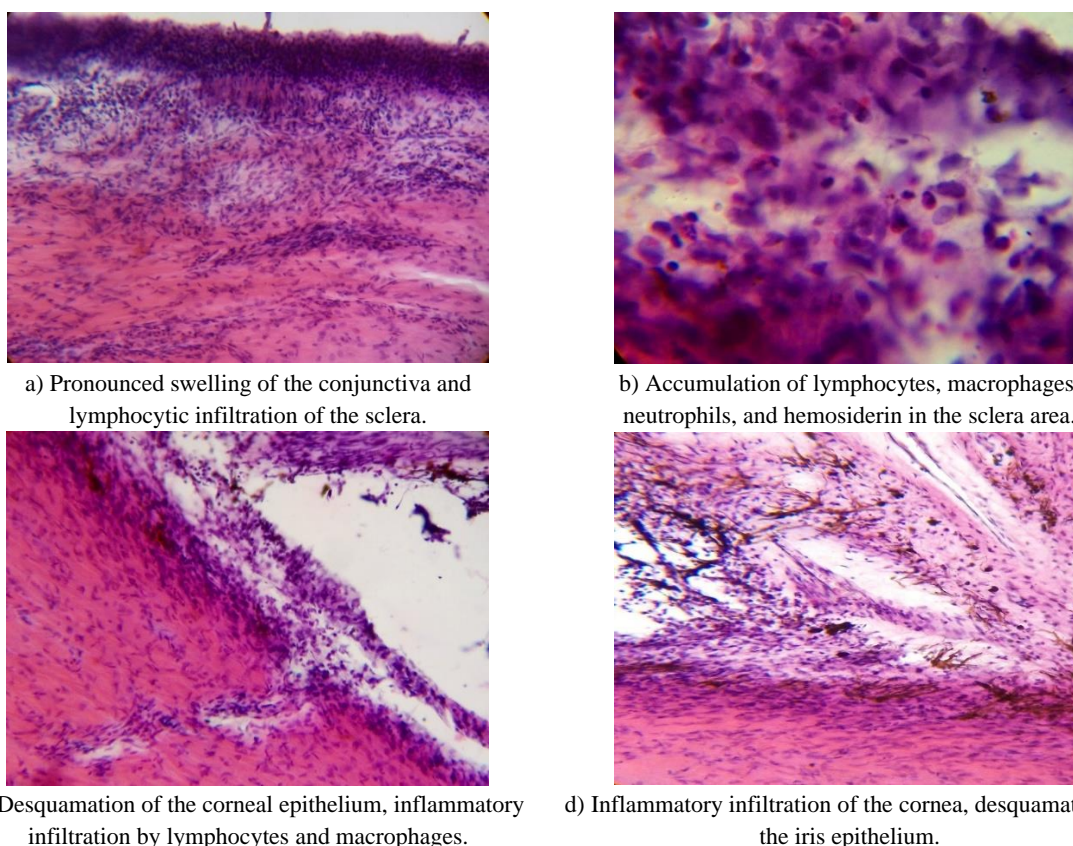 a) Pronounced swelling of the conjunctiva and
lymphocytic infiltration of the sclera.
b) Accumulation of lymphocytes, macrophages
neutrophils, and hemosiderin in the sclera area.
Desquamation of the corneal epithelium, inflammatory
infiltration by lymphocytes and macrophages.
d) Inflammatory infiltration of the cornea,
the iris epithelium.